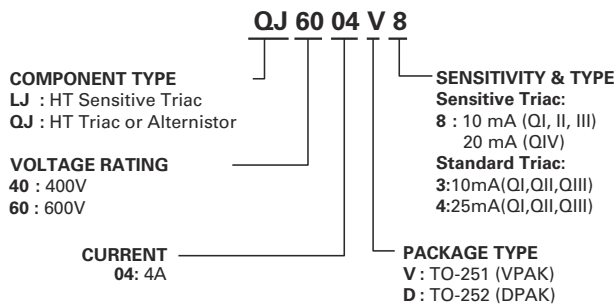 QJ 60 04 V 8
COMPONENT TYPE
LJ : HT Sensitive Triac
QJ : HT Triac or Alternistor
VOLTAGE RATING
40 : 400V
60 : 600V
CURRENT
04: 4A
SENSITIVITY & TYPE
Sensitive Triac:
8 : 10 mA (QI, II, III)
20 mA (QIV)
Standard Triac:
3:10mA(QI,QII,QIII)
4:25mA(QI,QII,QIII)
PACKAGE TYPE
V : TO-251 (VPAK)
D : TO-252 (DPAK)